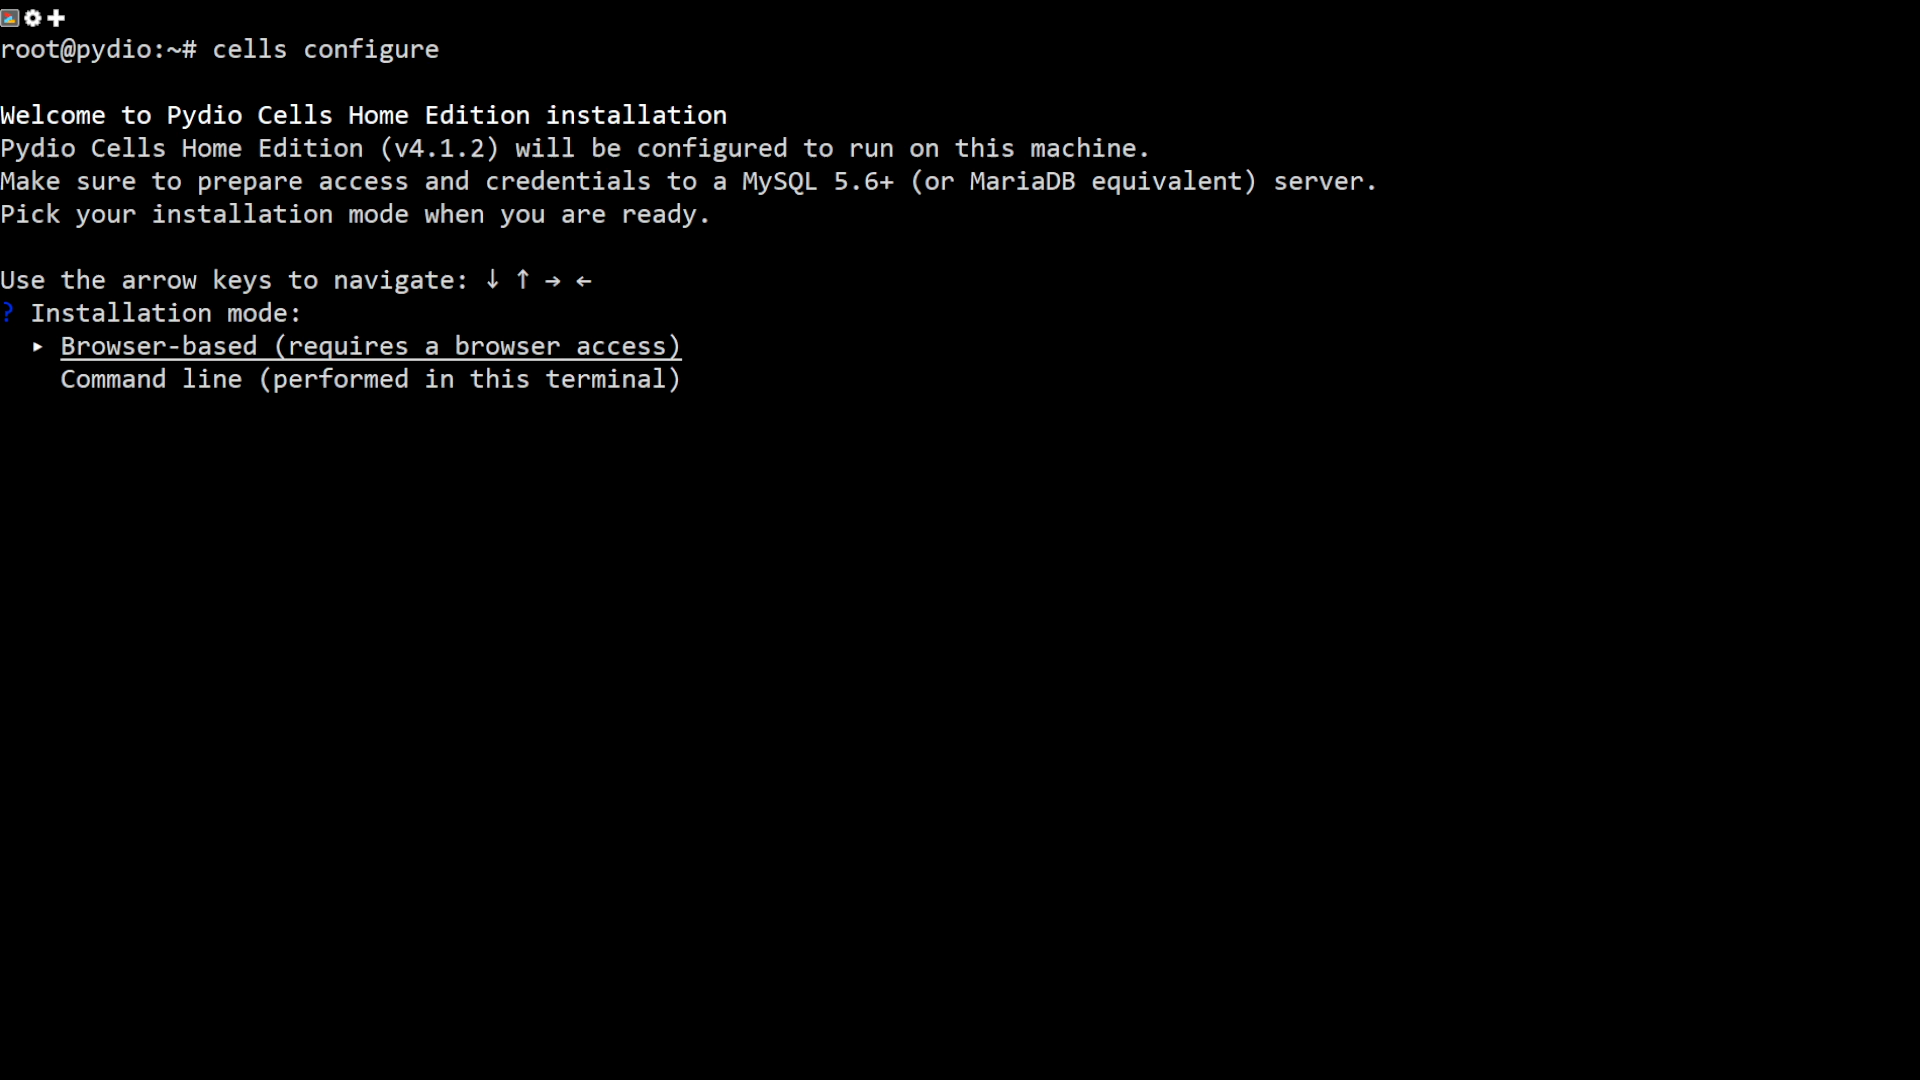 root@pydio:~# cells configure
Welcome to Pydio Cells Home Edition installation
Pydio Cells Home Edition (v4.1.2) will be configured to run on this machine.
Make sure to prepare access and credentials to a MySQL 5.6+ (or MariaDB equivalent) server.
Pick your installation mode when you are ready.
Use the arrow keys to navigate: ↓ ↑ → ←
? Installation mode:
▸ Browser-based (requires a browser access)
Command line (performed in this terminal)